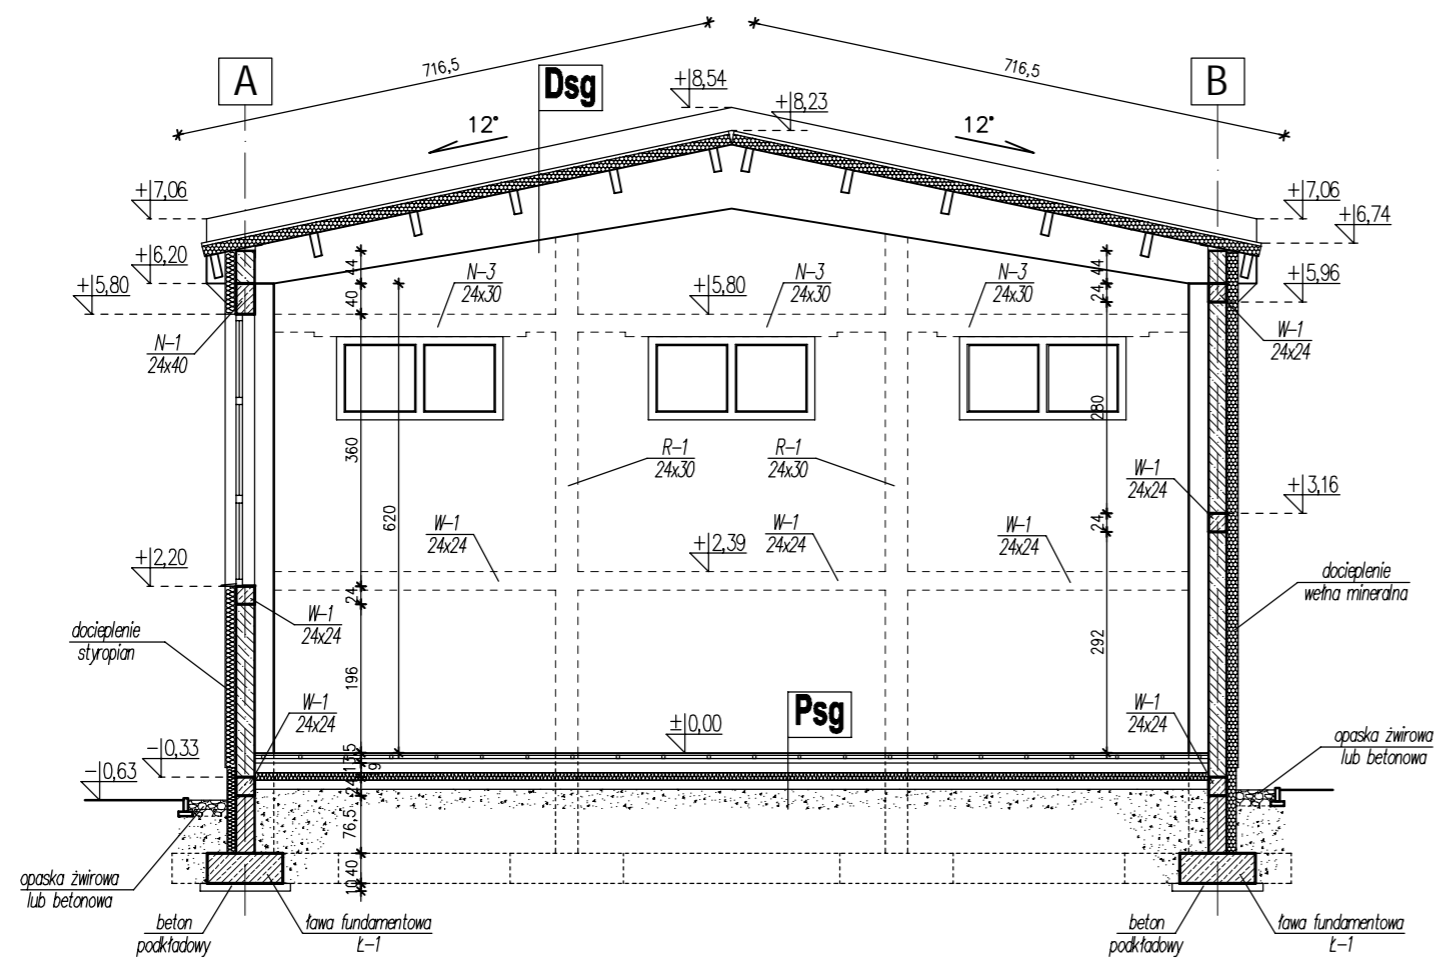 716,5
716,5
A
Dsg
B
+8,54
+8,23
12°
12°
+7,06
+7,06
+6,74
+6,20
44
44
N-3
24x30
N-3
24x30
N-3
24x30
+5,80
40
+5,80
24
+5,96
N-1
24x40
W-1
24x24
280
360
R-1
24x30
R-1
24x30
W-1
24x24
+3,16
620
W-1
24x24
+2,39
W-1
24x24
W-1
24x24
24
+2,20
24
docieplenie
wełna mineralna
W-1
24x24
docieplenie
styropian
292
196
W-1
24x24
Psg
W-1
24x24
±0,00
-0,33
opaska żwirowa
lub betonowa
-0,63
9
24
76,5
40
10
opaska żwirowa
lub betonowa
beton
podkładowy
ława fundamentowa
Ł-1
beton
podkładowy
ława fundamentowa
Ł-1